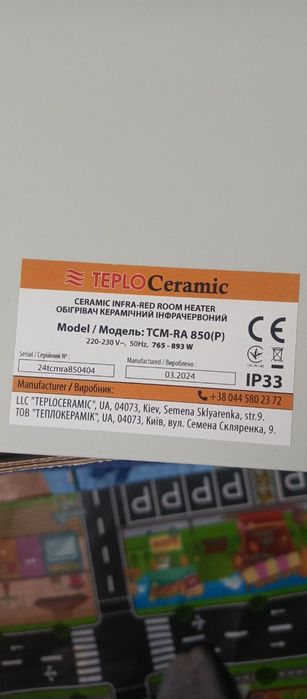 TEPLOCeramic
CERAMIC INFRA-RED ROOM HEATER
ОБІГРІВАЧ КЕРАМІЧНИЙ ІНФРАЧЕРВОНИЙ
Model / Модель: TCM-RA 850(P)
220-230 V~, 50Hz, 765 - 893 W
CE
Serial / Серійний № :
24tcmra850404
Manufactured / Вироблено :
03.2024
IP33
Manufacturer / Виробник:
+38 044 580 23 72
LLC "TEPLOCERAMIC", UA, 04073, Kiev, Semena Sklyarenka, str.9.
ТОВ "ТЕПЛОКЕРАМІК", UA, 04073, Київ, вул. Семена Скляренка, 9.
P P P P